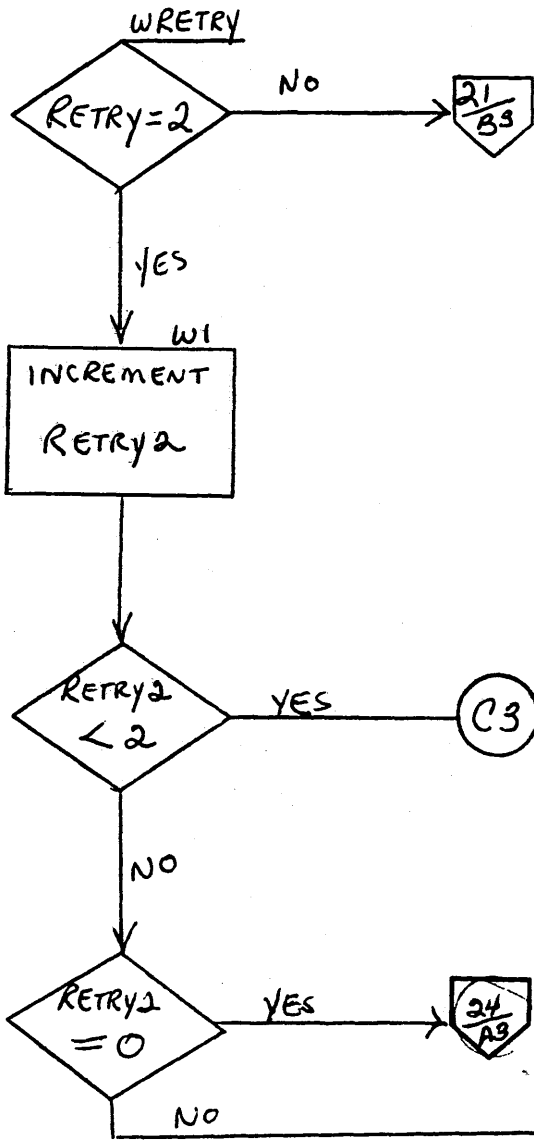 WRETRY
RETRY=2
NO
21/B3
YES
W1
INCREMENT
RETRY2
RETRY2
< 2
YES
C3
NO
RETRY2
= 0
YES
24/A3
NO